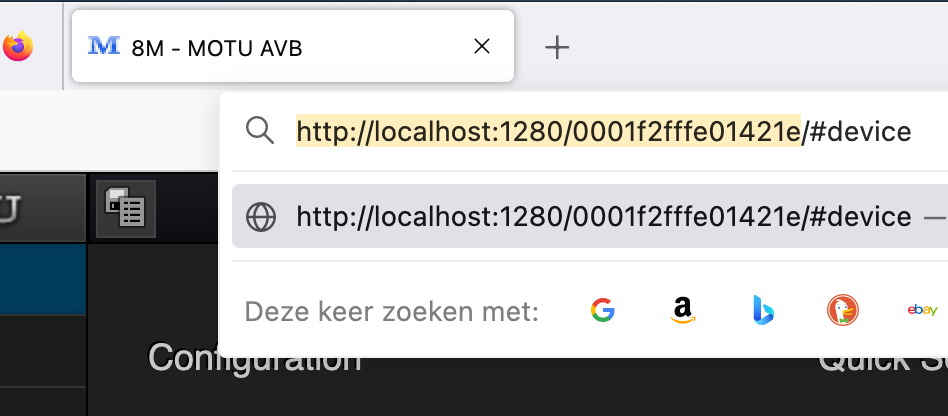 8M - MOTU AVB
http://localhost:1280/0001f2fffe01421e/#device
http://localhost:1280/0001f2fffe01421e/#device —
Deze keer zoeken met:
a
ebay
U
Configuration
Quick S